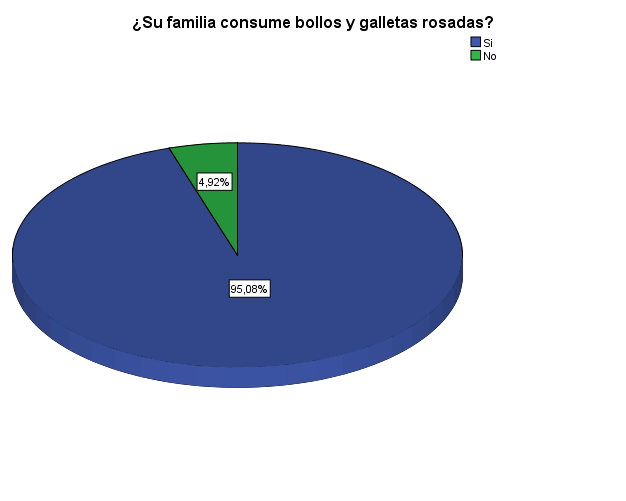 ¿Su familia consume bollos y galletas rosadas?
Si
No
4,92%
95,08%